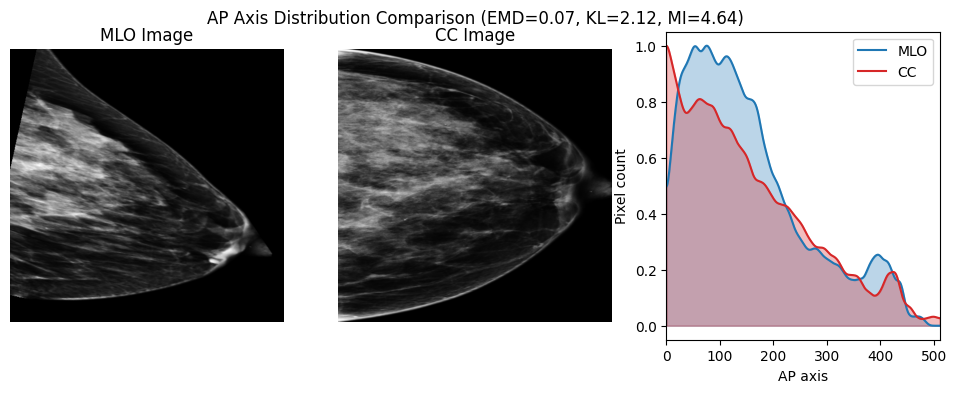 AP Axis Distribution Comparison (EMD=0.07, KL=2.12, MI=4.64)
MLO Image
CC Image
MLO
CC
Pixel count
1.0
0.8
0.6
0.4
0.2
0.0
0 100 200 300 400 500
AP axis